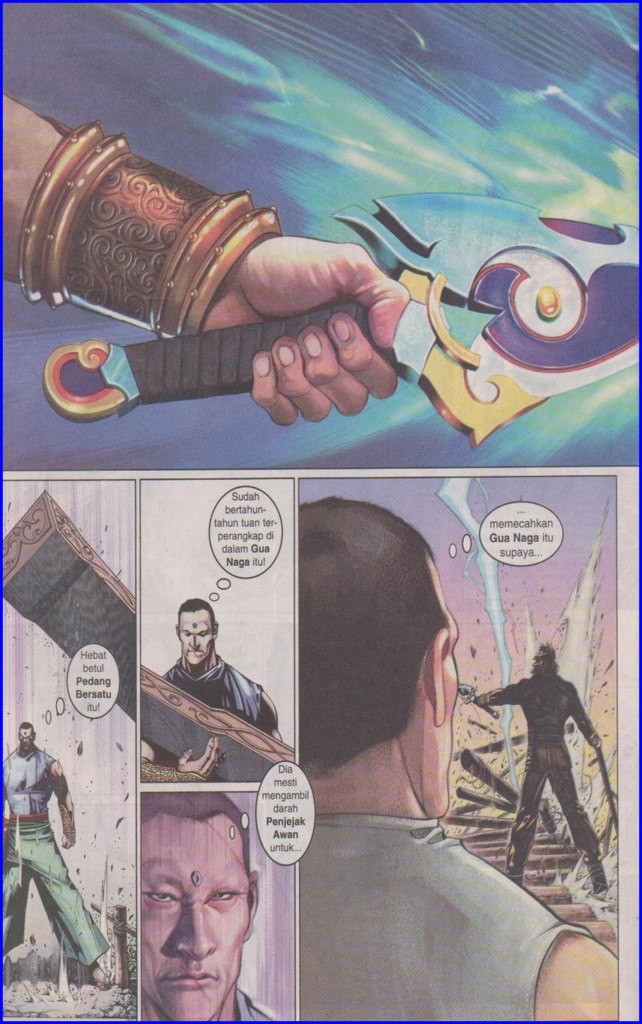 Hebat
betul
Pedang
Bersatu
itu!
Sudah
bertahun-
tahun tuan ter-
perangkap di
dalam Gua
Naga itu!
Dia
mesti
mengambil
darah
Penjejak
Awan
untuk...
...
memecahkan
Gua Naga itu
supaya...